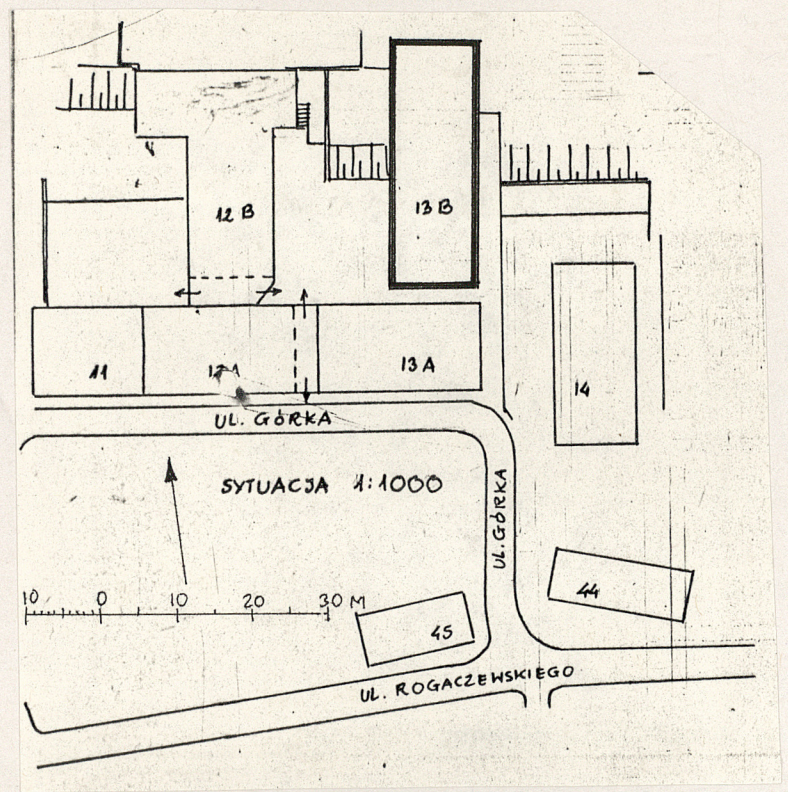 12 B
13 B
11
13 A
14
UL. GÓRKA
SYTUACJA 1:1000
UL. GÓRKA
10 0 10 20 30 M
44
45
UL. ROGACZEWSKIEGO